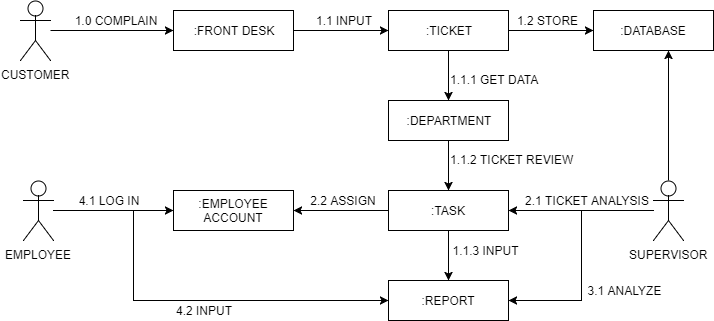 1.0 COMPLAIN
:FRONT DESK
1.1 INPUT
:TICKET
1.2 STORE
:DATABASE
CUSTOMER
1.1.1 GET DATA
:DEPARTMENT
1.1.2 TICKET REVIEW
4.1 LOG IN
:EMPLOYEE
ACCOUNT
2.2 ASSIGN
:TASK
2.1 TICKET ANALYSIS
EMPLOYEE
1.1.3 INPUT
SUPERVISOR
3.1 ANALYZE
4.2 INPUT
:REPORT